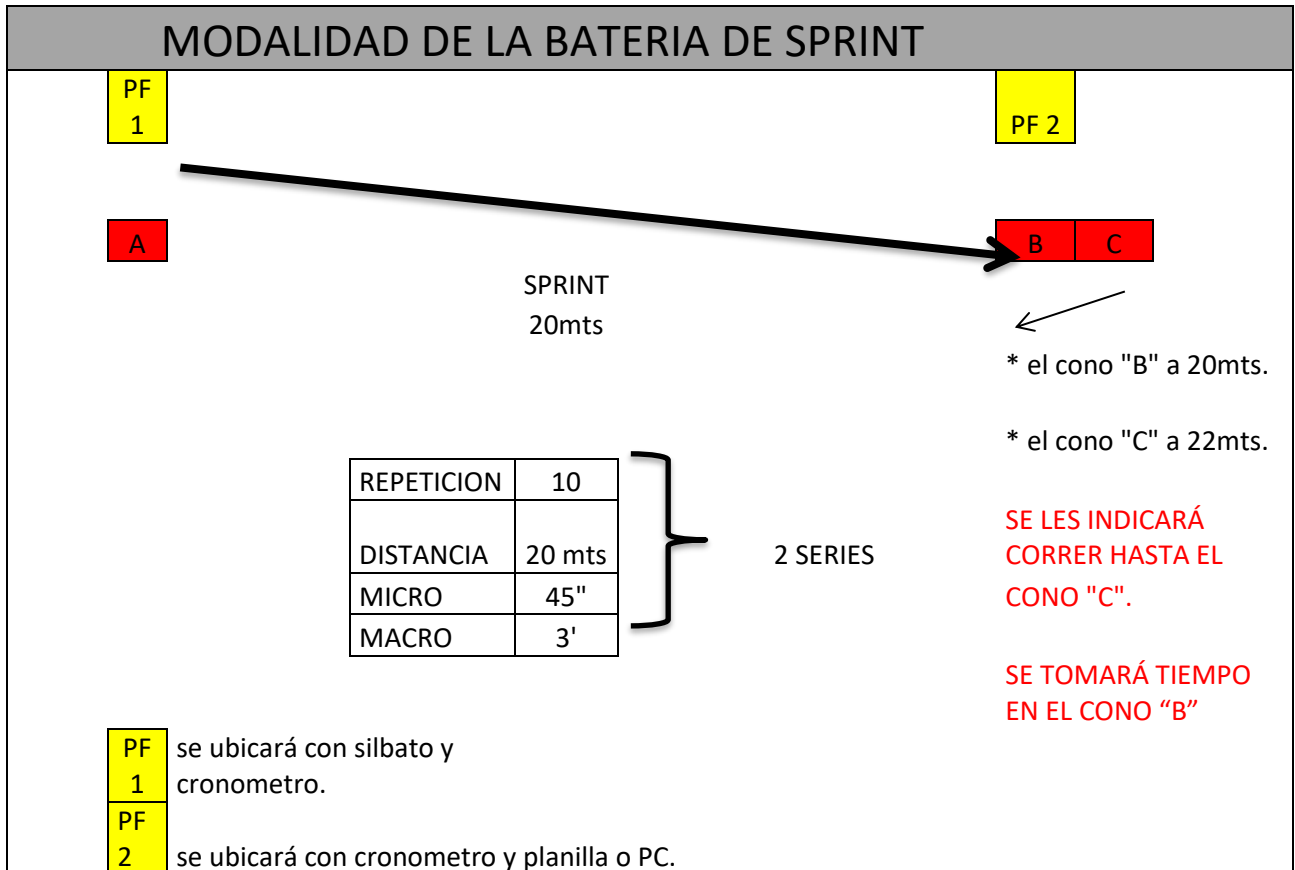 MODALIDAD DE LA BATERIA DE SPRINT
PF
1
PF 2
A
B
C
SPRINT
20mts
* el cono "B" a 20mts.
* el cono "C" a 22mts.
REPETICION 10
DISTANCIA 20 mts
MICRO 45"
MACRO 3'
2 SERIES
SE LES INDICARÁ
CORRER HASTA EL
CONO "C".
SE TOMARÁ TIEMPO
EN EL CONO “B”
PF
1
se ubicará con silbato y
cronometro.
PF
2
se ubicará con cronometro y planilla o PC.